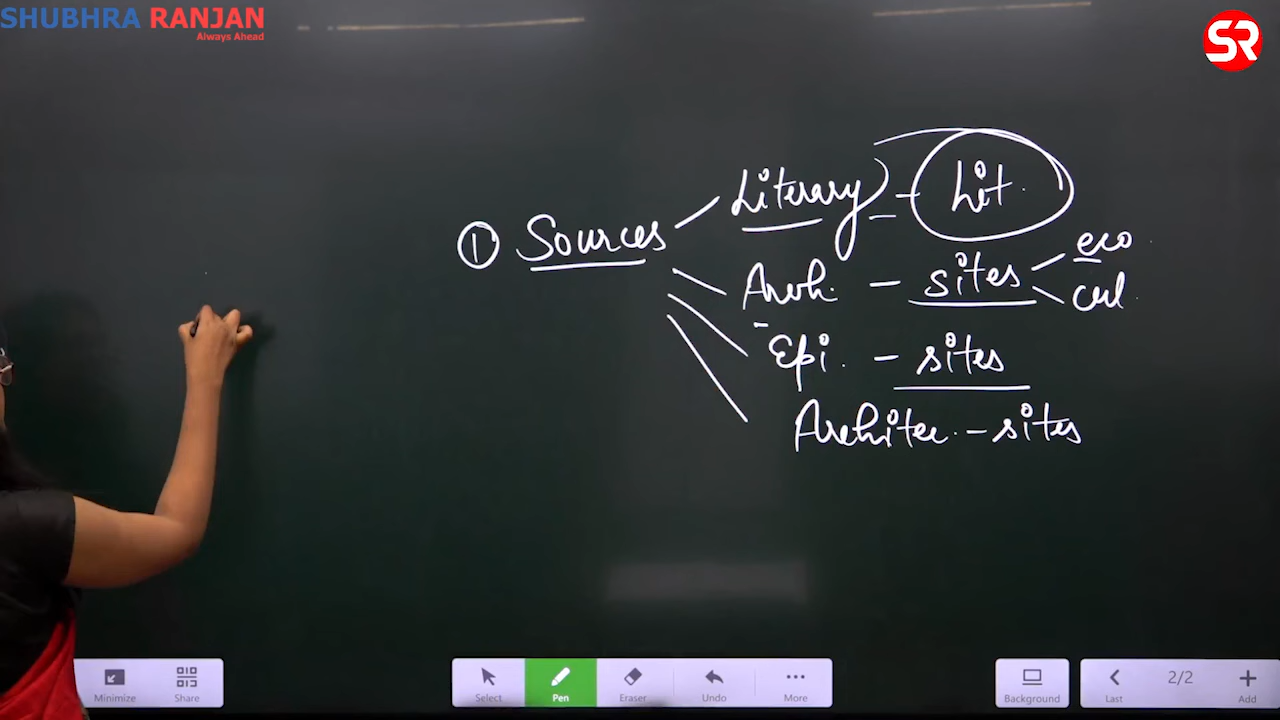 SHUBHRA RANJAN
Always Ahead
SR
① Sources
Literary - Lit.
Arch. - sites
eco
cul
Epi. - sites
Architec. - sites
Minimize
Share
Select
Pen
Eraser
Undo
More
Background
Last
2/2
Add